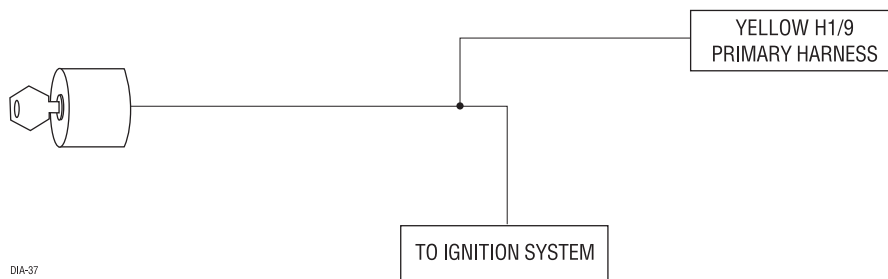 YELLOW H1/9
PRIMARY HARNESS
TO IGNITION SYSTEM
DIA-37